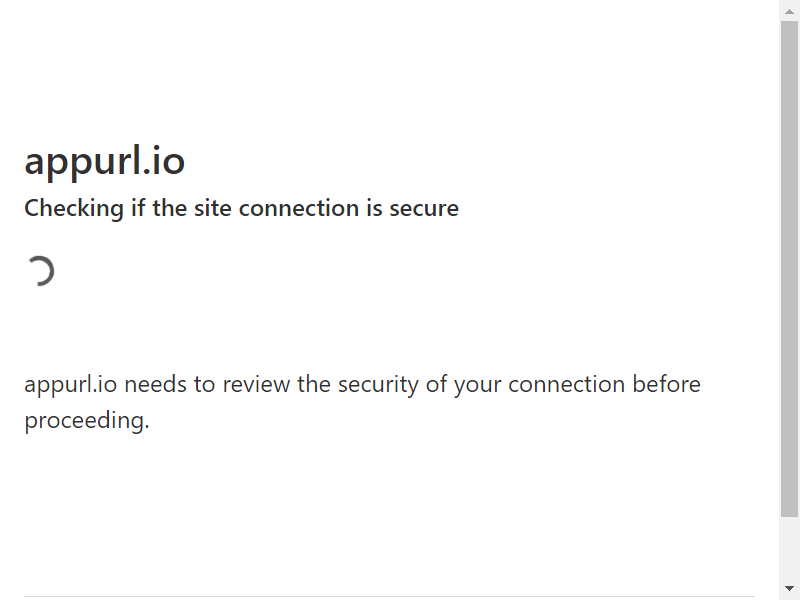 appurl.io
Checking if the site connection is secure
appurl.io needs to review the security of your connection before
proceeding.